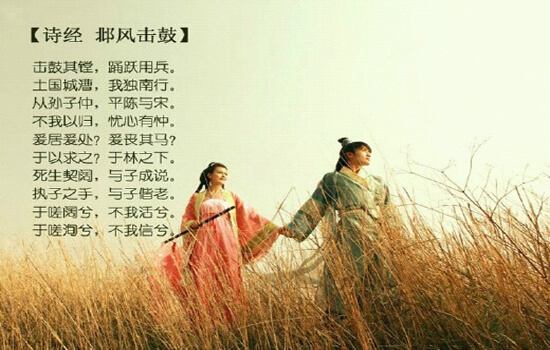 【诗经 邶风击鼓】
击鼓其镗，踊跃用兵。
土国城漕，我独南行。
从孙子仲，平陈与宋。
不我以归，忧心有忡。
爰居爰处？爰丧其马？
于以求之？于林之下。
死生契阔，与子成说。
执子之手，与子偕老。
于嗟阔兮，不我活兮。
于嗟洵兮，不我信兮。